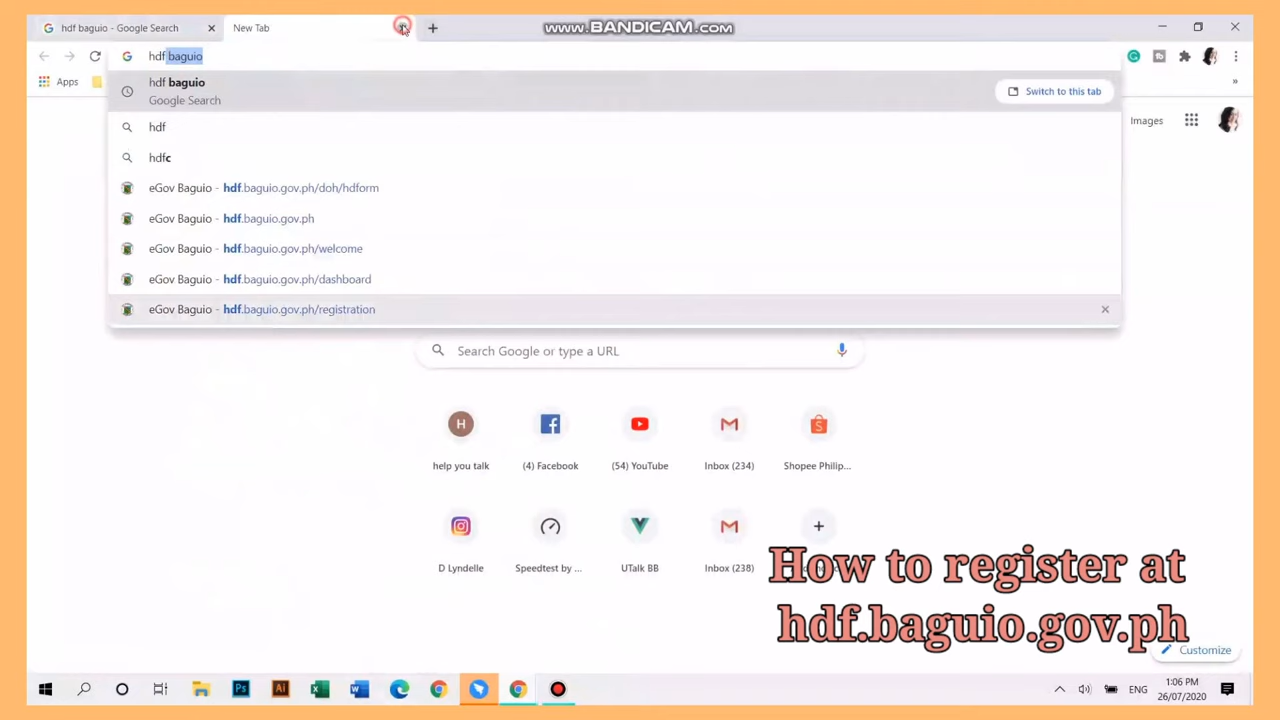 hdf baguio - Google Search
New Tab
www.BANDICAM.com
hdf baguio
Apps
hdf baguio
Google Search
Switch to this tab
hdf
hdfc
eGov Baguio - hdf.baguio.gov.ph/doh/hdform
eGov Baguio - hdf.baguio.gov.ph
eGov Baguio - hdf.baguio.gov.ph/welcome
eGov Baguio - hdf.baguio.gov.ph/dashboard
eGov Baguio - hdf.baguio.gov.ph/registration
Images
Search Google or type a URL
H
help you talk
(4) Facebook
(54) YouTube
Inbox (234)
Shopee Philip...
D Lyndelle
Speedtest by ...
UTalk BB
Inbox (238)
How to register at
hdf.baguio.gov.ph
Customize
Ps
Ai
ENG
1:06 PM
26/07/2020